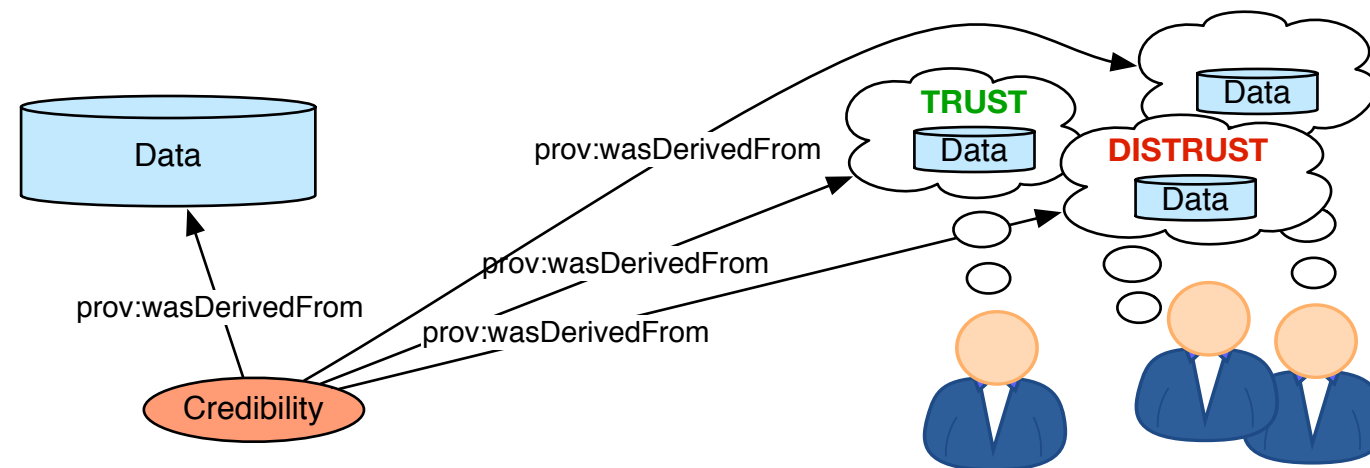 Data
TRUST
Data
Data
prov:wasDerivedFrom
DISTRUST
Data
prov:wasDerivedFrom
prov:wasDerivedFrom
prov:wasDerivedFrom
Credibility